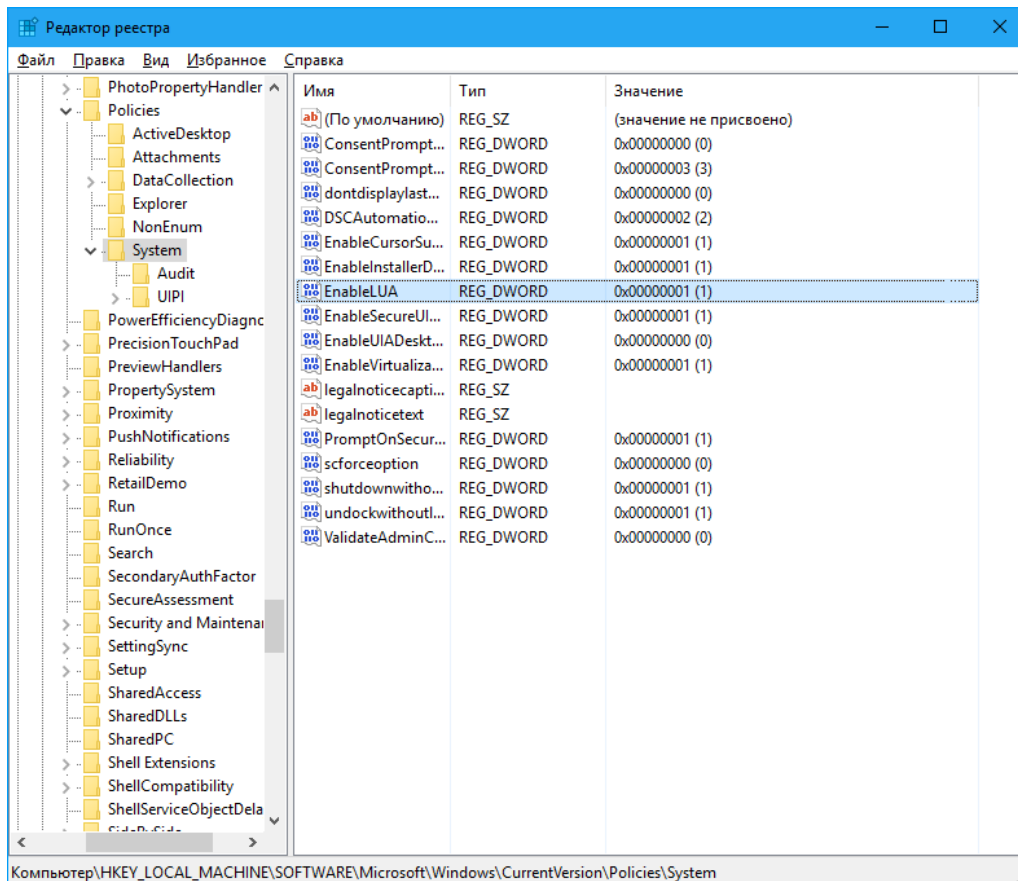 Редактор реестра
Файл Правка Вид Избранное Справка
PhotoPropertyHandler
Policies
ActiveDesktop
Attachments
DataCollection
Explorer
NonEnum
System
Audit
UIPI
PowerEfficiencyDiagnc
PrecisionTouchPad
PreviewHandlers
PropertySystem
Proximity
PushNotifications
Reliability
RetailDemo
Run
RunOnce
Search
SecondaryAuthFactor
SecureAssessment
Security and Maintenai
SettingSync
Setup
SharedAccess
SharedDLLs
SharedPC
Shell Extensions
ShellCompatibility
ShellServiceObjectDela
SideBySide
Имя Тип Значение
(По умолчанию) REG_SZ (значение не присвоено)
ConsentPrompt... REG_DWORD 0x00000000 (0)
ConsentPrompt... REG_DWORD 0x00000003 (3)
dontdisplaylast... REG_DWORD 0x00000000 (0)
DSCAutomatio... REG_DWORD 0x00000002 (2)
EnableCursorSu... REG_DWORD 0x00000001 (1)
EnableInstallerD... REG_DWORD 0x00000001 (1)
EnableLUA REG_DWORD 0x00000001 (1)
EnableSecureUI... REG_DWORD 0x00000001 (1)
EnableUIADeskt... REG_DWORD 0x00000000 (0)
EnableVirtualiza... REG_DWORD 0x00000001 (1)
legalnoticecapti... REG_SZ
legalnoticetext REG_SZ
PromptOnSecur... REG_DWORD 0x00000001 (1)
scforceoption REG_DWORD 0x00000000 (0)
shutdownwitho... REG_DWORD 0x00000001 (1)
undockwithoutl... REG_DWORD 0x00000001 (1)
ValidateAdminC... REG_DWORD 0x00000000 (0)
Компьютер\HKEY_LOCAL_MACHINE\SOFTWARE\Microsoft\Windows\CurrentVersion\Policies\System